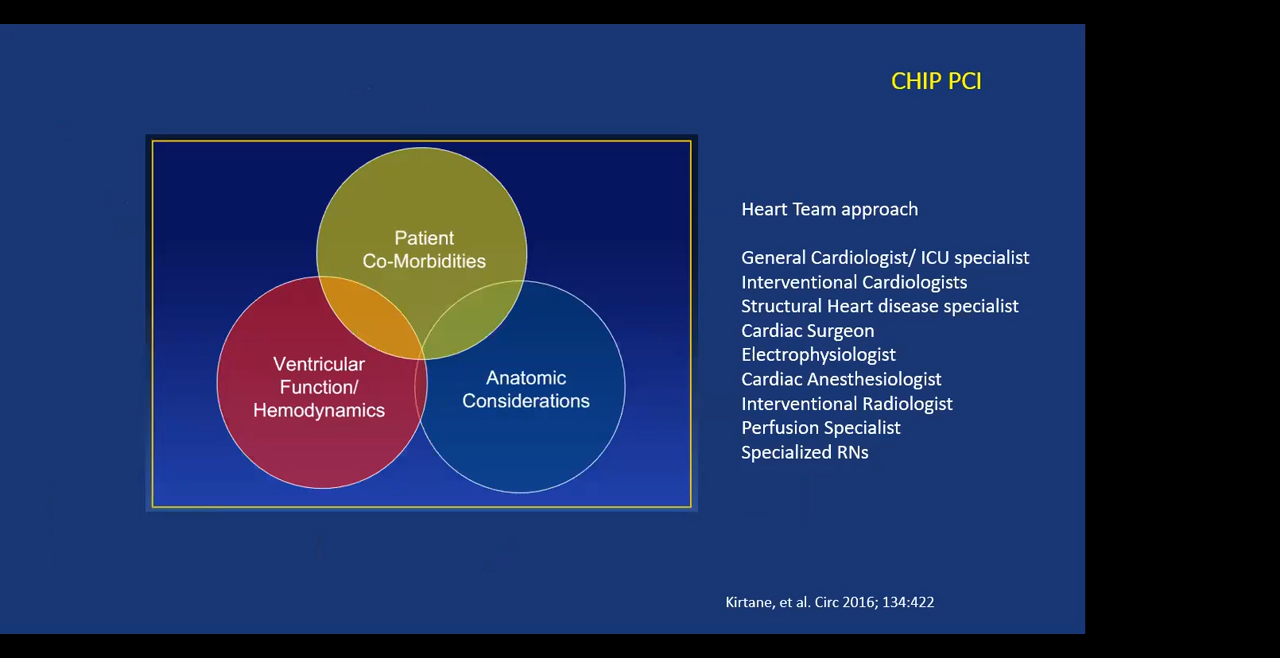 CHIP PCI
Patient
Co-Morbidities
Ventricular
Function/
Hemodynamics
Anatomic
Considerations
Heart Team approach
General Cardiologist/ ICU specialist
Interventional Cardiologists
Structural Heart disease specialist
Cardiac Surgeon
Electrophysiologist
Cardiac Anesthesiologist
Interventional Radiologist
Perfusion Specialist
Specialized RNs
Kirtane, et al. Circ 2016; 134:422